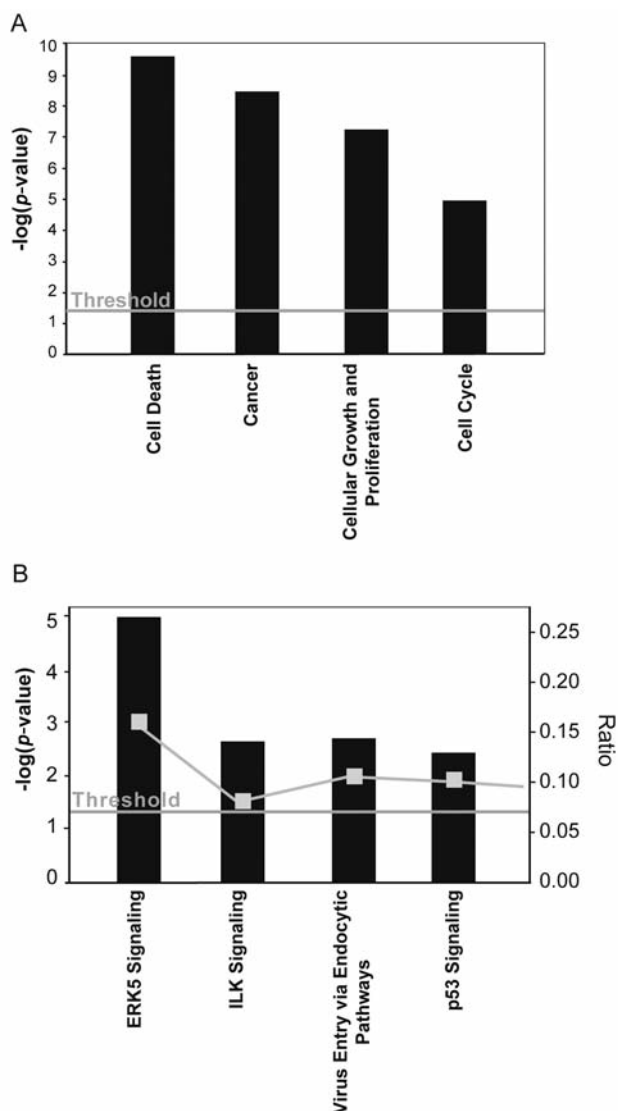 A
10
9
8
7
6
5
4
3
2
1
0
-log(p-value)
Threshold
Cell Death
Cancer
Cellular Growth and
Proliferation
Cell Cycle
B
5
4
3
2
1
0
-log(p-value)
Threshold
0.25
0.20
0.15
0.10
0.05
0.00
Ratio
ERK5 Signaling
ILK Signaling
Virus Entry via Endocytic
Pathways
p53 Signaling